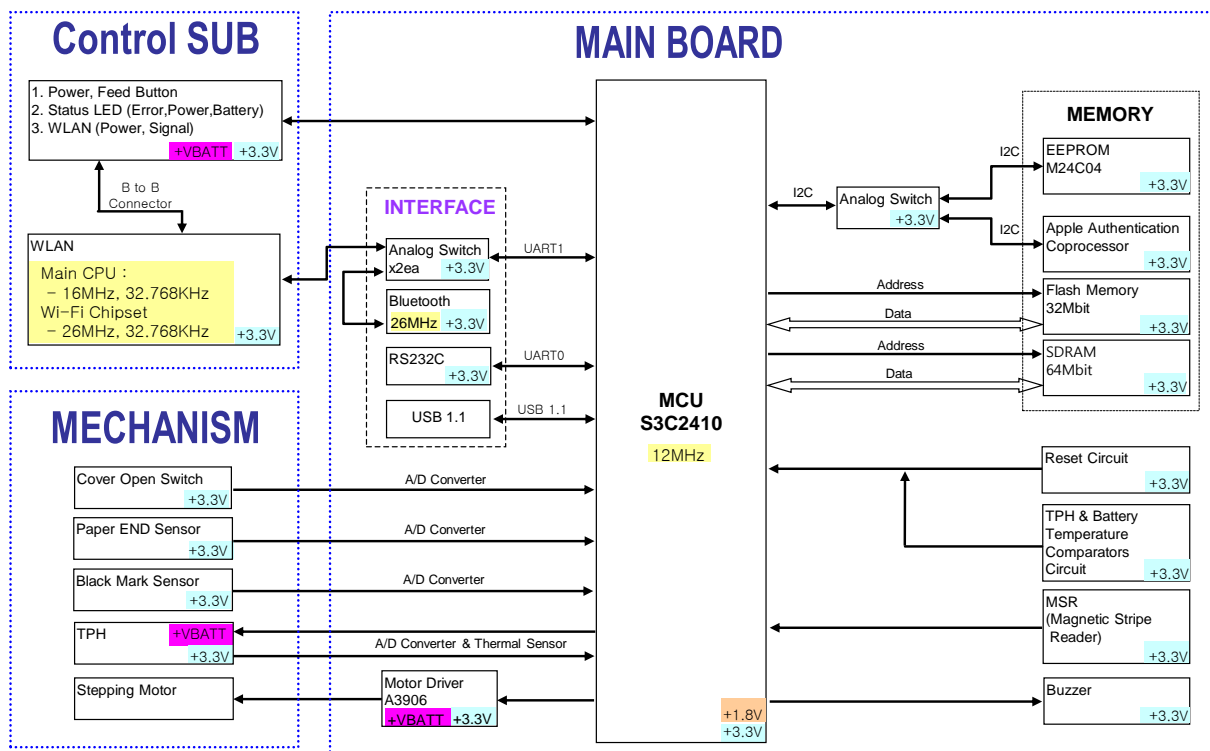 Control SUB
1. Power, Feed Button
2. Status LED (Error,Power,Battery)
3. WLAN (Power, Signal)
+VBATT +3.3V
B to B
Connector
WLAN
Main CPU :
- 16MHz, 32.768KHz
Wi-Fi Chipset
- 26MHz, 32.768KHz
+3.3V
MECHANISM
Cover Open Switch
+3.3V
Paper END Sensor
+3.3V
Black Mark Sensor
+3.3V
TPH
+VBATT
+3.3V
Stepping Motor
MAIN BOARD
INTERFACE
Analog Switch
x2ea +3.3V
Bluetooth
26MHz +3.3V
RS232C
+3.3V
USB 1.1
UART1
UART0
USB 1.1
A/D Converter
A/D Converter
A/D Converter
A/D Converter & Thermal Sensor
Motor Driver
A3906
+VBATT +3.3V
MCU
S3C2410
12MHz
+1.8V
+3.3V
I2C
Analog Switch
+3.3V
I2C
I2C
Address
Data
Address
Data
MEMORY
EEPROM
M24C04
+3.3V
Apple Authentication
Coprocessor
+3.3V
Flash Memory
32Mbit
+3.3V
SDRAM
64Mbit
+3.3V
Reset Circuit
+3.3V
TPH & Battery
Temperature
Comparators
Circuit
+3.3V
MSR
(Magnetic Stripe
Reader)
+3.3V
Buzzer
+3.3V